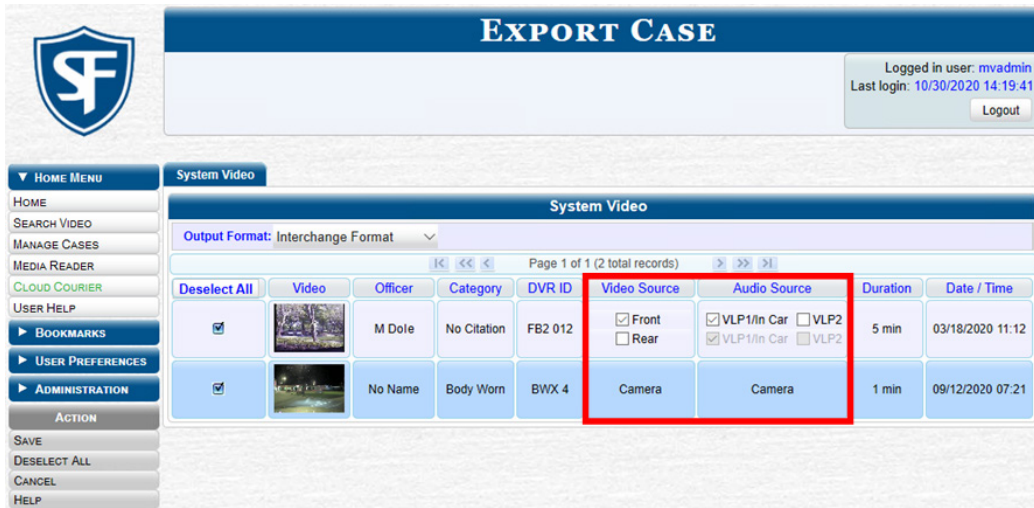 EXPORT CASE
SF
Logged in user: mvadmin
Last login: 10/30/2020 14:19:41
Logout
▼ HOME MENU
HOME
SEARCH VIDEO
MANAGE CASES
MEDIA READER
CLOUD COURIER
USER HELP
▶ BOOKMARKS
▶ USER PREFERENCES
▶ ADMINISTRATION
ACTION
SAVE
DESELECT ALL
CANCEL
HELP
System Video
System Video
Output Format: Interchange Format
|< << < Page 1 of 1 (2 total records) > >> >|
Deselect All Video Officer Category DVR ID Video Source Audio Source Duration Date / Time
M Dole No Citation FB2 012 Front VLP1/In Car VLP2 5 min 03/18/2020 11:12
Rear VLP1/In Car VLP2
No Name Body Worn BWX 4 Camera Camera 1 min 09/12/2020 07:21